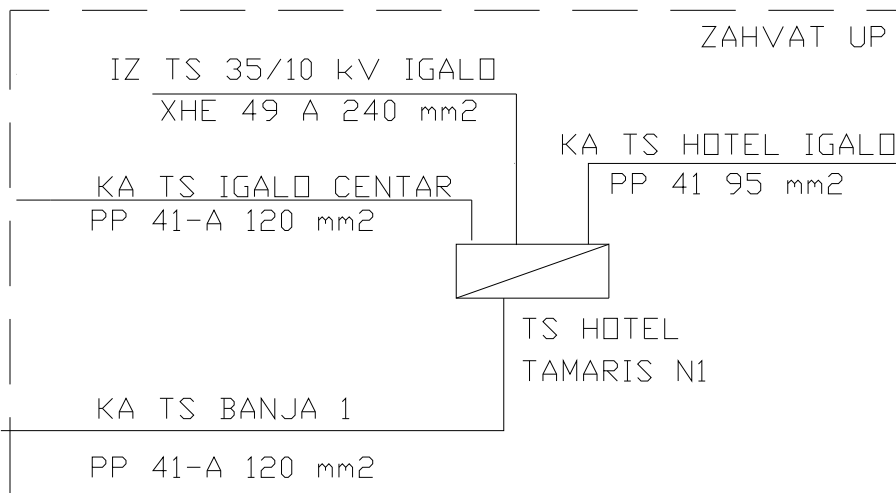 ZAHVAT UP
IZ TS 35/10 kV IGALO
XHE 49 A 240 mm2
KA TS HOTEL IGALO
PP 41 95 mm2
KA TS IGALO CENTAR
PP 41-A 120 mm2
TS HOTEL
TAMARIS N1
KA TS BANJA 1
PP 41-A 120 mm2